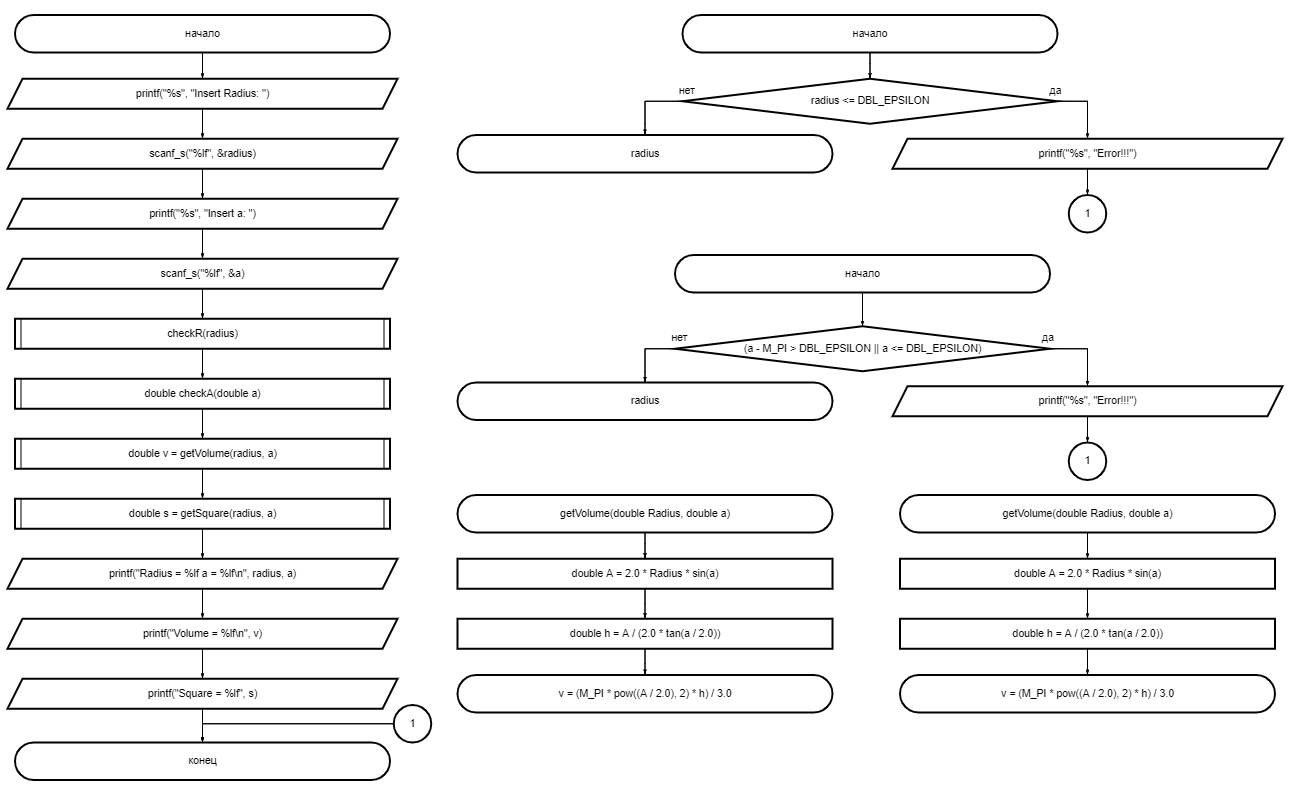 начало
printf("%s", "Insert Radius: ")
scanf_s("%lf", &radius)
printf("%s", "Insert a: ")
scanf_s("%lf", &a)
checkR(radius)
double checkA(double a)
double v = getVolume(radius, a)
double s = getSquare(radius, a)
printf("Radius = %lf a = %lf\n", radius, a)
printf("Volume = %lf\n", v)
printf("Square = %lf", s)
1
конец
начало
нет
да
radius <= DBL_EPSILON
radius
printf("%s", "Error!!!")
1
начало
нет
да
(a - M_PI > DBL_EPSILON || a <= DBL_EPSILON)
radius
printf("%s", "Error!!!")
1
getVolume(double Radius, double a)
double A = 2.0 * Radius * sin(a)
double h = A / (2.0 * tan(a / 2.0))
v = (M_PI * pow((A / 2.0), 2) * h) / 3.0
getVolume(double Radius, double a)
double A = 2.0 * Radius * sin(a)
double h = A / (2.0 * tan(a / 2.0))
v = (M_PI * pow((A / 2.0), 2) * h) / 3.0